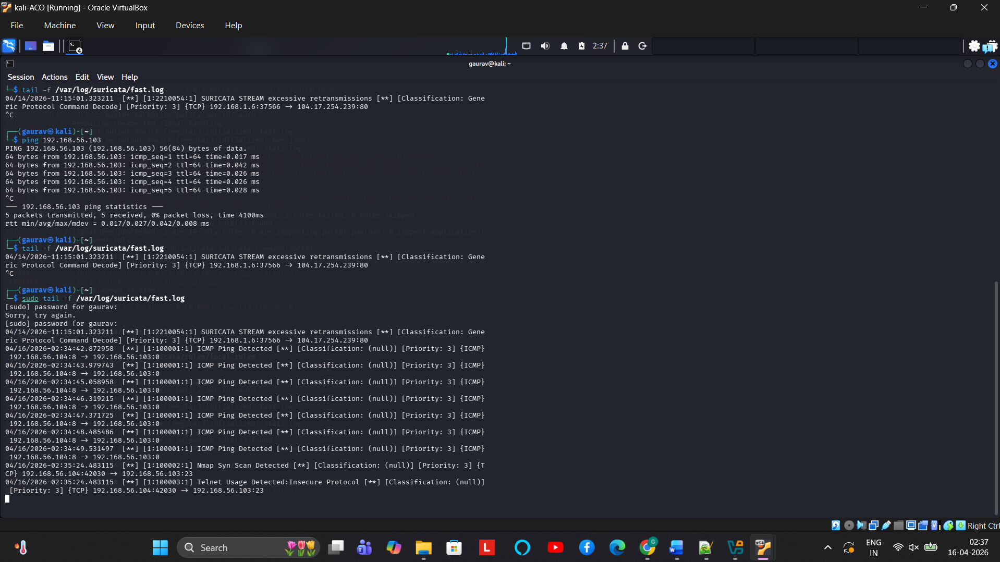 kali-ACO [Running] - Oracle VirtualBox
File Machine View Input Devices Help
4
2:37
gaurav@kali: ~
Session Actions Edit View Help
└─$ tail -f /var/log/suricata/fast.log
04/14/2026-11:15:01.323211  [**] [1:2210054:1] SURICATA STREAM excessive retransmissions [**] [Classification: Gene
ric Protocol Command Decode] [Priority: 3] {TCP} 192.168.1.6:37566 → 104.17.254.239:80
^C
┌──(gaurav㉿kali)-[~]
└─$ ping 192.168.56.103
PING 192.168.56.103 (192.168.56.103) 56(84) bytes of data.
64 bytes from 192.168.56.103: icmp_seq=1 ttl=64 time=0.017 ms
64 bytes from 192.168.56.103: icmp_seq=2 ttl=64 time=0.042 ms
64 bytes from 192.168.56.103: icmp_seq=3 ttl=64 time=0.026 ms
64 bytes from 192.168.56.103: icmp_seq=4 ttl=64 time=0.026 ms
64 bytes from 192.168.56.103: icmp_seq=5 ttl=64 time=0.028 ms
^C
--- 192.168.56.103 ping statistics ---
5 packets transmitted, 5 received, 0% packet loss, time 4100ms
rtt min/avg/max/mdev = 0.017/0.027/0.042/0.008 ms
┌──(gaurav㉿kali)-[~]
└─$ tail -f /var/log/suricata/fast.log
04/14/2026-11:15:01.323211  [**] [1:2210054:1] SURICATA STREAM excessive retransmissions [**] [Classification: Gene
ric Protocol Command Decode] [Priority: 3] {TCP} 192.168.1.6:37566 → 104.17.254.239:80
^C
┌──(gaurav㉿kali)-[~]
└─$ sudo tail -f /var/log/suricata/fast.log
[sudo] password for gaurav:
Sorry, try again.
[sudo] password for gaurav:
04/14/2026-11:15:01.323211  [**] [1:2210054:1] SURICATA STREAM excessive retransmissions [**] [Classification: Gene
ric Protocol Command Decode] [Priority: 3] {TCP} 192.168.1.6:37566 → 104.17.254.239:80
04/16/2026-02:34:42.872958  [**] [1:100001:1] ICMP Ping Detected [**] [Classification: (null)] [Priority: 3] {ICMP}
192.168.56.104:8 → 192.168.56.103:0
04/16/2026-02:34:43.979743  [**] [1:100001:1] ICMP Ping Detected [**] [Classification: (null)] [Priority: 3] {ICMP}
192.168.56.104:8 → 192.168.56.103:0
04/16/2026-02:34:45.058958  [**] [1:100001:1] ICMP Ping Detected [**] [Classification: (null)] [Priority: 3] {ICMP}
192.168.56.104:8 → 192.168.56.103:0
04/16/2026-02:34:46.319215  [**] [1:100001:1] ICMP Ping Detected [**] [Classification: (null)] [Priority: 3] {ICMP}
192.168.56.104:8 → 192.168.56.103:0
04/16/2026-02:34:47.371725  [**] [1:100001:1] ICMP Ping Detected [**] [Classification: (null)] [Priority: 3] {ICMP}
192.168.56.104:8 → 192.168.56.103:0
04/16/2026-02:34:48.485486  [**] [1:100001:1] ICMP Ping Detected [**] [Classification: (null)] [Priority: 3] {ICMP}
192.168.56.104:8 → 192.168.56.103:0
04/16/2026-02:34:49.531497  [**] [1:100001:1] ICMP Ping Detected [**] [Classification: (null)] [Priority: 3] {ICMP}
192.168.56.104:8 → 192.168.56.103:0
04/16/2026-02:35:24.483115  [**] [1:100002:1] Nmap Syn Scan Detected [**] [Classification: (null)] [Priority: 3] {T
CP} 192.168.56.104:42030 → 192.168.56.103:23
04/16/2026-02:35:24.483115  [**] [1:100003:1] Telnet Usage Detected:Insecure Protocol [**] [Classification: (null)]
[Priority: 3] {TCP} 192.168.56.104:42030 → 192.168.56.103:23
Right Ctrl
Search
ENG
IN
02:37
16-04-2026